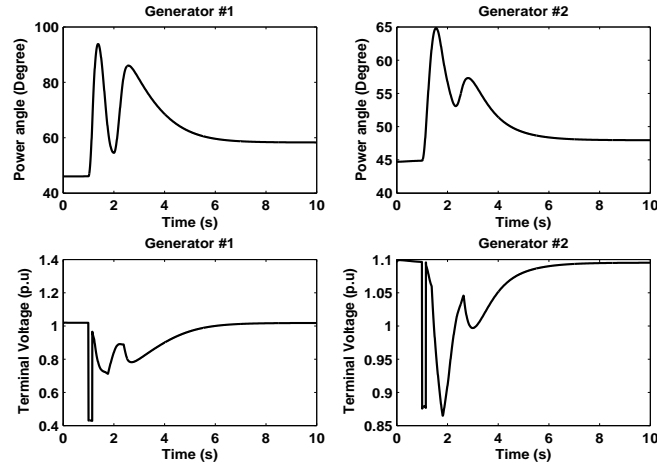 Generator #1
Power angle (Degree)
100
80
60
40
0 2 4 6 8 10
Time (s)
Generator #2
Power angle (Degree)
65
60
55
50
45
40
0 2 4 6 8 10
Time (s)
Generator #1
Terminal Voltage (p.u)
1.4
1.2
1
0.8
0.6
0.4
0 2 4 6 8 10
Time (s)
Generator #2
Terminal Voltage (p.u)
1.1
1.05
1
0.95
0.9
0.85
0 2 4 6 8 10
Time (s)